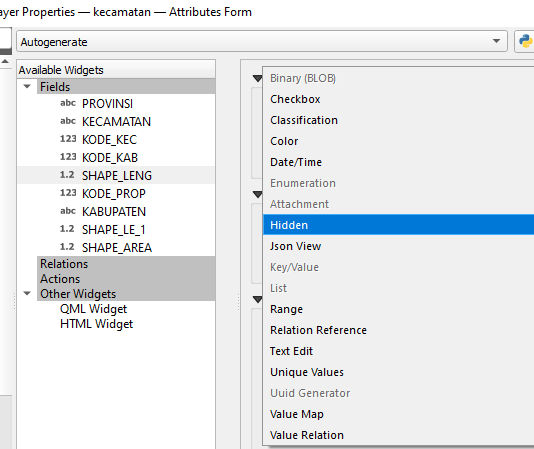 ayer Properties — kecamatan — Attributes Form
Autogenerate
Available Widgets
Fields
abc PROVINSI
abc KECAMATAN
123 KODE_KEC
123 KODE_KAB
1.2 SHAPE_LENG
123 KODE_PROP
abc KABUPATEN
1.2 SHAPE_LE_1
1.2 SHAPE_AREA
Relations
Actions
Other Widgets
QML Widget
HTML Widget
Binary (BLOB)
Checkbox
Classification
Color
Date/Time
Enumeration
Attachment
Hidden
Json View
Key/Value
List
Range
Relation Reference
Text Edit
Unique Values
Uuid Generator
Value Map
Value Relation